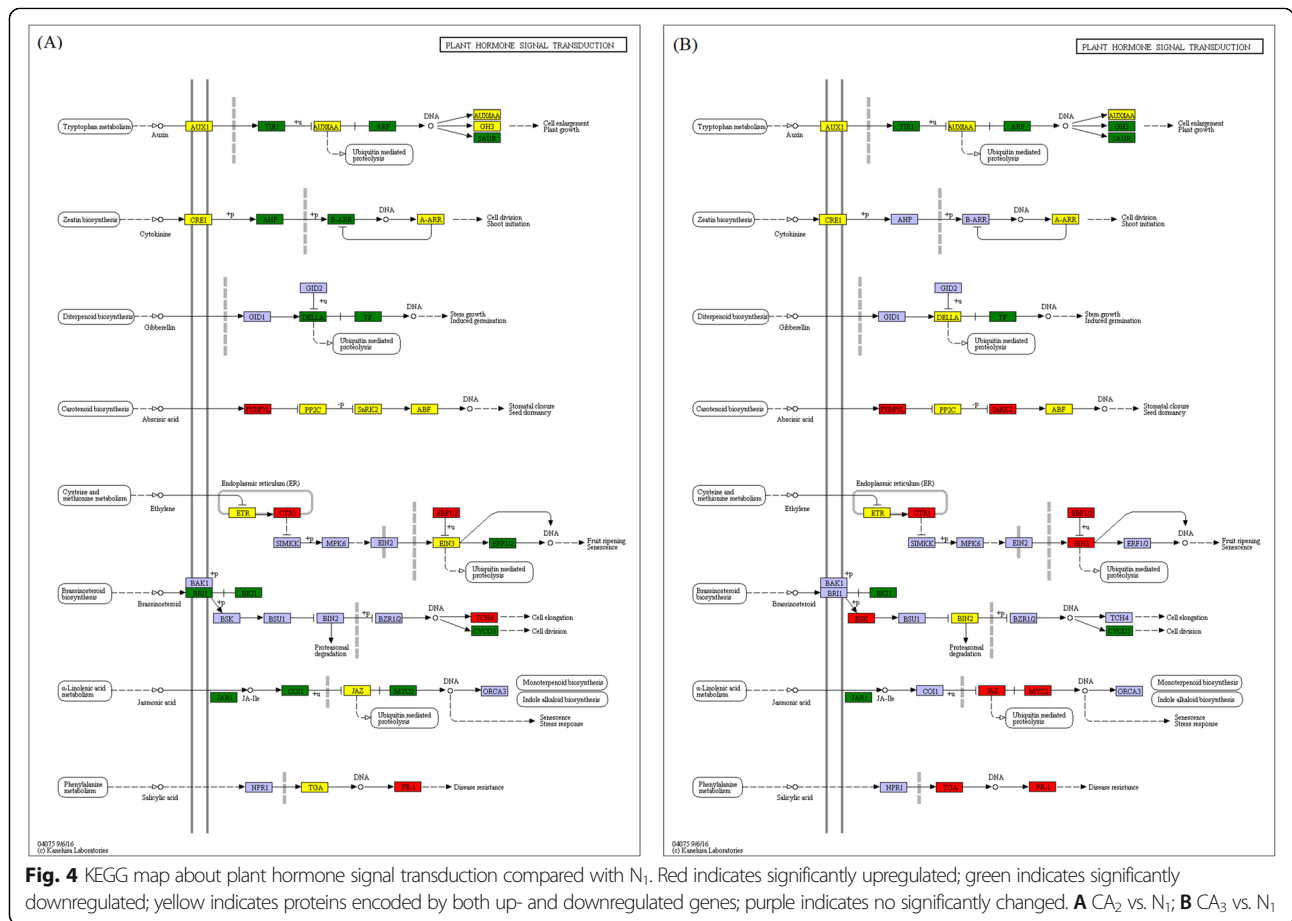 (A)
PLANT HORMONE SIGNAL TRANSDUCTION
Tryptophan metabolism
Auxin
AUX1
TIR1
+u
AUX/IAA
ARF
DNA
AUX/IAA
GH3
SAUR
Cell enlargement
Plant growth
Ubiquitin mediated
proteolysis
Zeatin biosynthesis
Cytokinine
CRE1
+p
AHP
+p
B-ARR
DNA
A-ARR
Cell division
Shoot initiation
Diterpenoid biosynthesis
Gibberellin
GID2
+u
GID1
DELLA
TF
DNA
Stem growth
Induced germination
Ubiquitin mediated
proteolysis
Carotenoid biosynthesis
Abscisic acid
PYR/PYL
PP2C
-p
SnRK2
ABF
DNA
Stomatal closure
Seed dormancy
Cysteine and
methionine metabolism
Ethylene
Endoplasmic reticulum (ER)
ETR
CTR1
SIMKK
+p
MPK6
EIN2
EBF1/2
+u
EIN3
ERF1/2
DNA
Fruit ripening
Senescence
Ubiquitin mediated
proteolysis
Brassinosteroid
biosynthesis
Brassinosteroid
BAK1
+p
BRI1
BKI1
+p
BSK
BSU1
BIN2
+p
BZR1/2
DNA
TCH4
CYCD3
Cell elongation
Cell division
Proteasomal
degradation
α-Linolenic acid
metabolism
Jasmonic acid
JAR1
JA-Ile
COI1
+u
JAZ
MYC2
DNA
ORCA3
Monoterpenoid biosynthesis
Indole alkaloid biosynthesis
Senescence
Stress response
Ubiquitin mediated
proteolysis
Phenylalanine
metabolism
Salicylic acid
NPR1
TGA
DNA
PR-1
Disease resistance
04075 9/6/16
(c) Kanehisa Laboratories
(B)
PLANT HORMONE SIGNAL TRANSDUCTION
Tryptophan metabolism
Auxin
AUX1
TIR1
+u
AUX/IAA
ARF
DNA
AUX/IAA
GH3
SAUR
Cell enlargement
Plant growth
Ubiquitin mediated
proteolysis
Zeatin biosynthesis
Cytokinine
CRE1
+p
AHP
+p
B-ARR
DNA
A-ARR
Cell division
Shoot initiation
Diterpenoid biosynthesis
Gibberellin
GID2
+u
GID1
DELLA
TF
DNA
Stem growth
Induced germination
Ubiquitin mediated
proteolysis
Carotenoid biosynthesis
Abscisic acid
PYR/PYL
PP2C
-p
SnRK2
ABF
DNA
Stomatal closure
Seed dormancy
Cysteine and
methionine metabolism
Ethylene
Endoplasmic reticulum (ER)
ETR
CTR1
SIMKK
+p
MPK6
EIN2
EBF1/2
+u
EIN3
ERF1/2
DNA
Fruit ripening
Senescence
Ubiquitin mediated
proteolysis
Brassinosteroid
biosynthesis
Brassinosteroid
BAK1
+p
BRI1
BKI1
+p
BSK
BSU1
BIN2
+p
BZR1/2
DNA
TCH4
CYCD3
Cell elongation
Cell division
Proteasomal
degradation
α-Linolenic acid
metabolism
Jasmonic acid
JAR1
JA-Ile
COI1
+u
JAZ
MYC2
DNA
ORCA3
Monoterpenoid biosynthesis
Indole alkaloid biosynthesis
Senescence
Stress response
Ubiquitin mediated
proteolysis
Phenylalanine
metabolism
Salicylic acid
NPR1
TGA
DNA
PR-1
Disease resistance
04075 9/6/16
(c) Kanehisa Laboratories
Fig. 4 KEGG map about plant hormone signal transduction compared with N₁. Red indicates significantly upregulated; green indicates significantly
downregulated; yellow indicates proteins encoded by both up- and downregulated genes; purple indicates no significantly changed. A CA₂ vs. N₁; B CA₃ vs. N₁